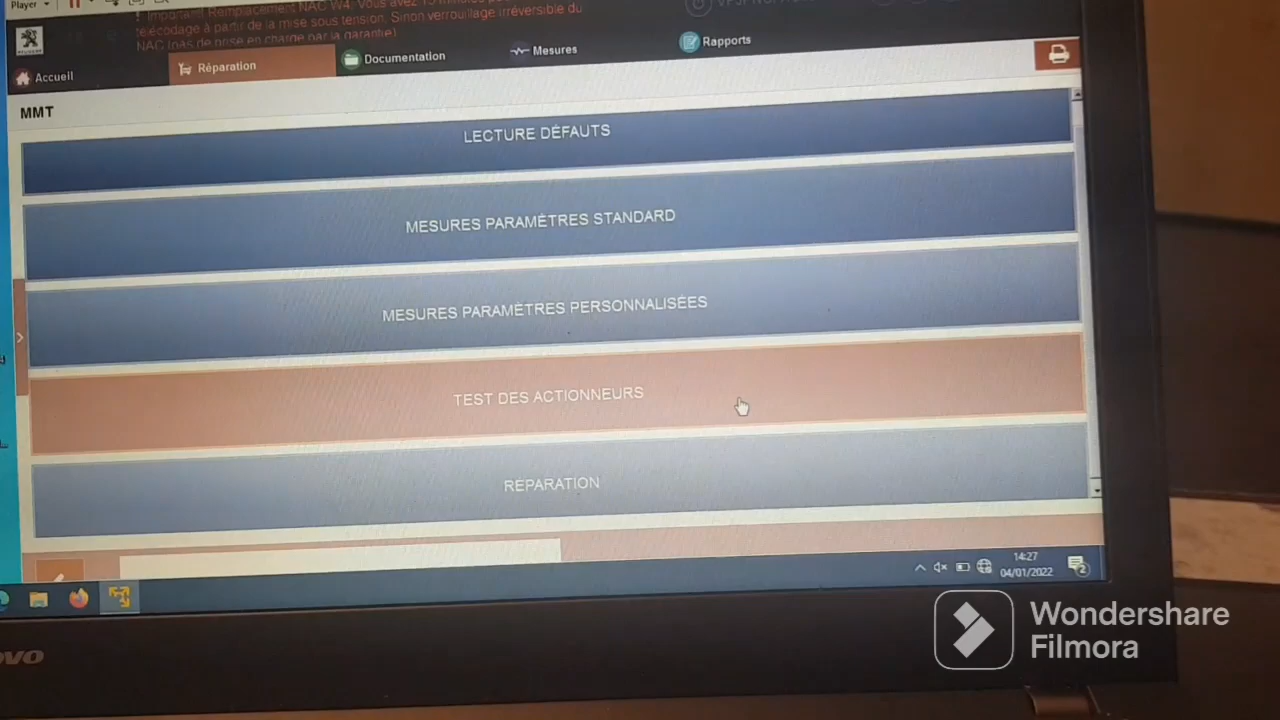 Player
! Important. Remplacement NAC W4, Vous avez 15 minutes
télécodage à partir de la mise sous tension. Sinon verrouillage irréversible du
NAC (pas de prise en charge par la garantie)
Accueil
Réparation
Documentation
Mesures
Rapports
MMT
LECTURE DÉFAUTS
MESURES PARAMÈTRES STANDARD
MESURES PARAMÈTRES PERSONNALISÉES
TEST DES ACTIONNEURS
RÉPARATION
14:27
04/01/2022
2
Wondershare
Filmora